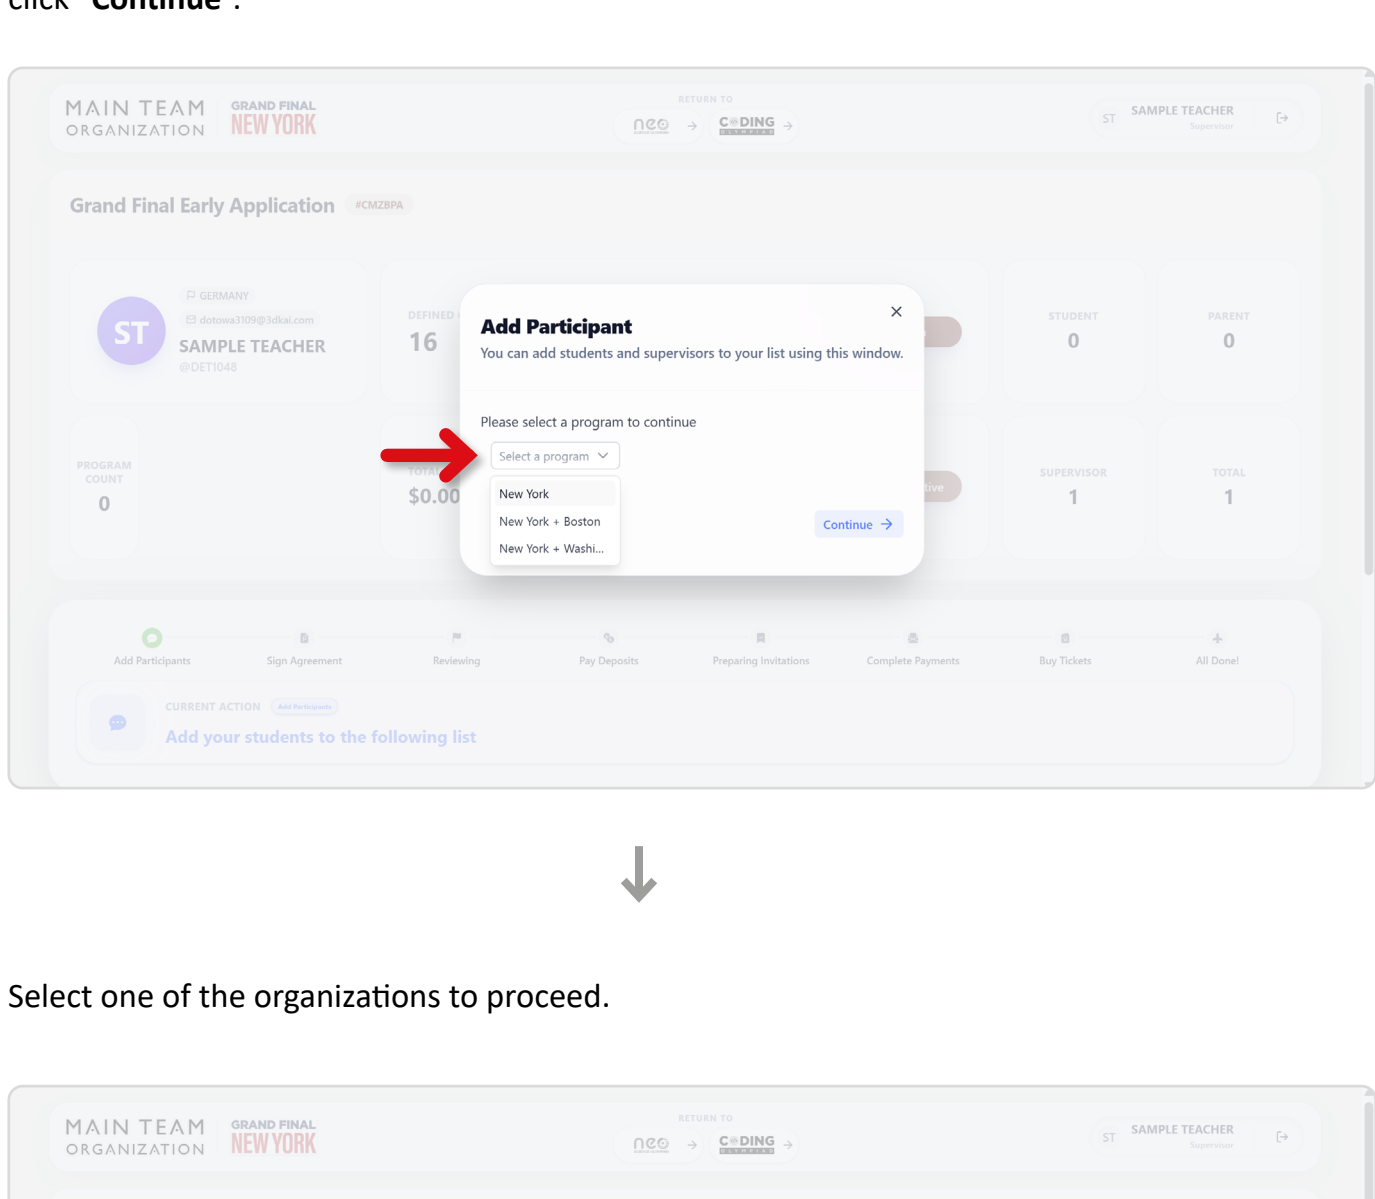 click "Continue".
MAIN TEAM
ORGANIZATION
GRAND FINAL
NEW YORK
RETURN TO
neo
CODING
OLYMPIAD
ST
SAMPLE TEACHER
Supervisor
Grand Final Early Application
#CMZBPA
ST
GERMANY
dotowa3109@3dkai.com
SAMPLE TEACHER
@DET1048
DEFINED
16
STUDENT
0
PARENT
0
PROGRAM
COUNT
0
$0.00
SUPERVISOR
1
TOTAL
1
Add Participant
You can add students and supervisors to your list using this window.
Please select a program to continue
Select a program
New York
New York + Boston
New York + Washi...
Continue
Add Participants
Sign Agreement
Reviewing
Pay Deposits
Preparing Invitations
Complete Payments
Buy Tickets
All Done!
CURRENT ACTION
Add Participants
Add your students to the following list
Select one of the organizations to proceed.
MAIN TEAM
ORGANIZATION
GRAND FINAL
NEW YORK
RETURN TO
neo
CODING
OLYMPIAD
ST
SAMPLE TEACHER
Supervisor